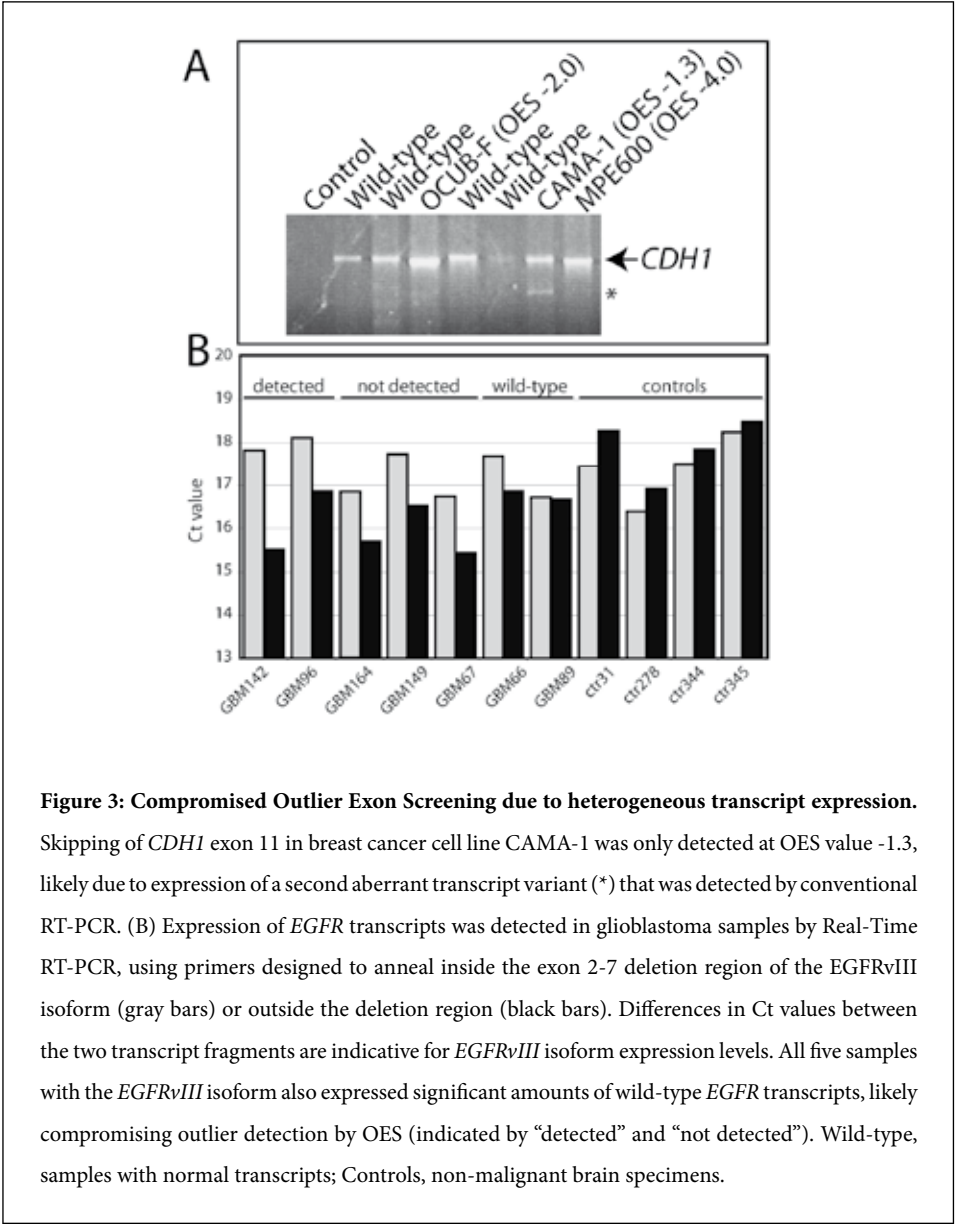 A
Control
Wild-type
Wild-type
OCUB-F (OES -2.0)
Wild-type
Wild-type
CAMA-1 (OES -1.3)
MPE600 (OES -4.0)
CDH1
*
B
20
19
18
17
16
15
14
13
Ct value
detected
not detected
wild-type
controls
GBM142
GBM96
GBM164
GBM149
GBM67
GBM66
GBM89
ctr31
ctr278
ctr344
ctr345
Figure 3: Compromised Outlier Exon Screening due to heterogeneous transcript expression.
Skipping of CDH1 exon 11 in breast cancer cell line CAMA-1 was only detected at OES value -1.3,
likely due to expression of a second aberrant transcript variant (*) that was detected by conventional
RT-PCR. (B) Expression of EGFR transcripts was detected in glioblastoma samples by Real-Time
RT-PCR, using primers designed to anneal inside the exon 2-7 deletion region of the EGFRvIII
isoform (gray bars) or outside the deletion region (black bars). Differences in Ct values between
the two transcript fragments are indicative for EGFRvIII isoform expression levels. All five samples
with the EGFRvIII isoform also expressed significant amounts of wild-type EGFR transcripts, likely
compromising outlier detection by OES (indicated by “detected” and “not detected”). Wild-type,
samples with normal transcripts; Controls, non-malignant brain specimens.